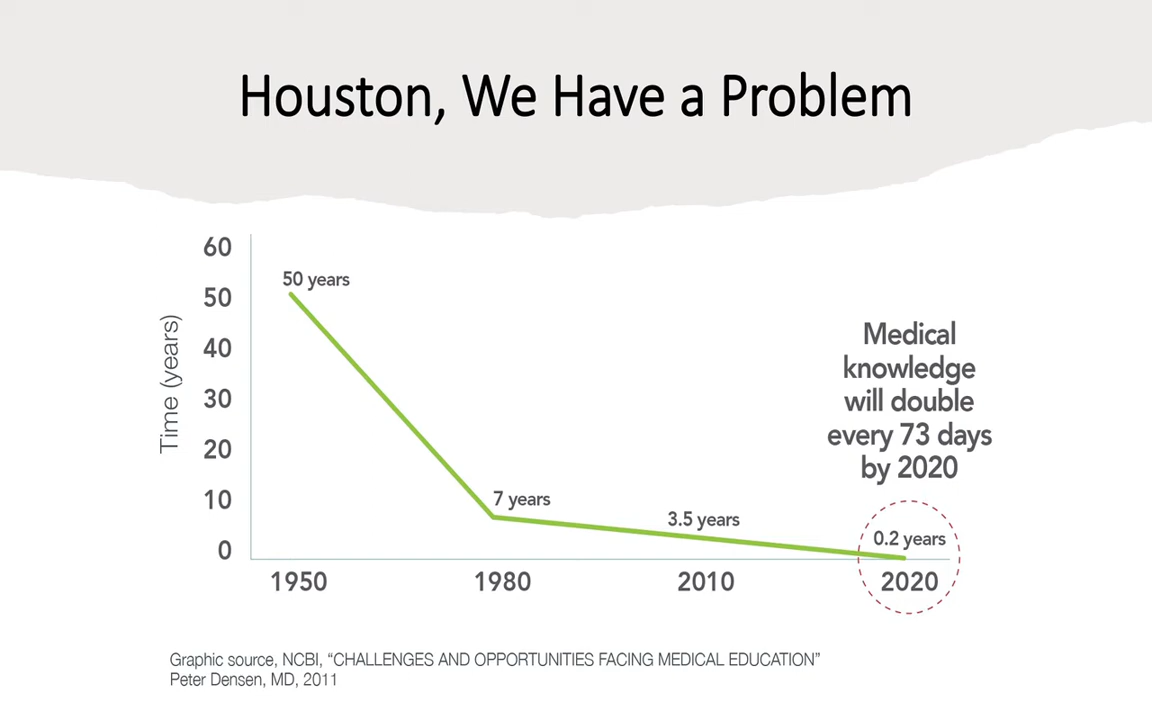 Houston, We Have a Problem
60
50
40
30
20
10
0
Time (years)
50 years
7 years
3.5 years
0.2 years
Medical
knowledge
will double
every 73 days
by 2020
1950
1980
2010
2020
Graphic source, NCBI, “CHALLENGES AND OPPORTUNITIES FACING MEDICAL EDUCATION”
Peter Densen, MD, 2011